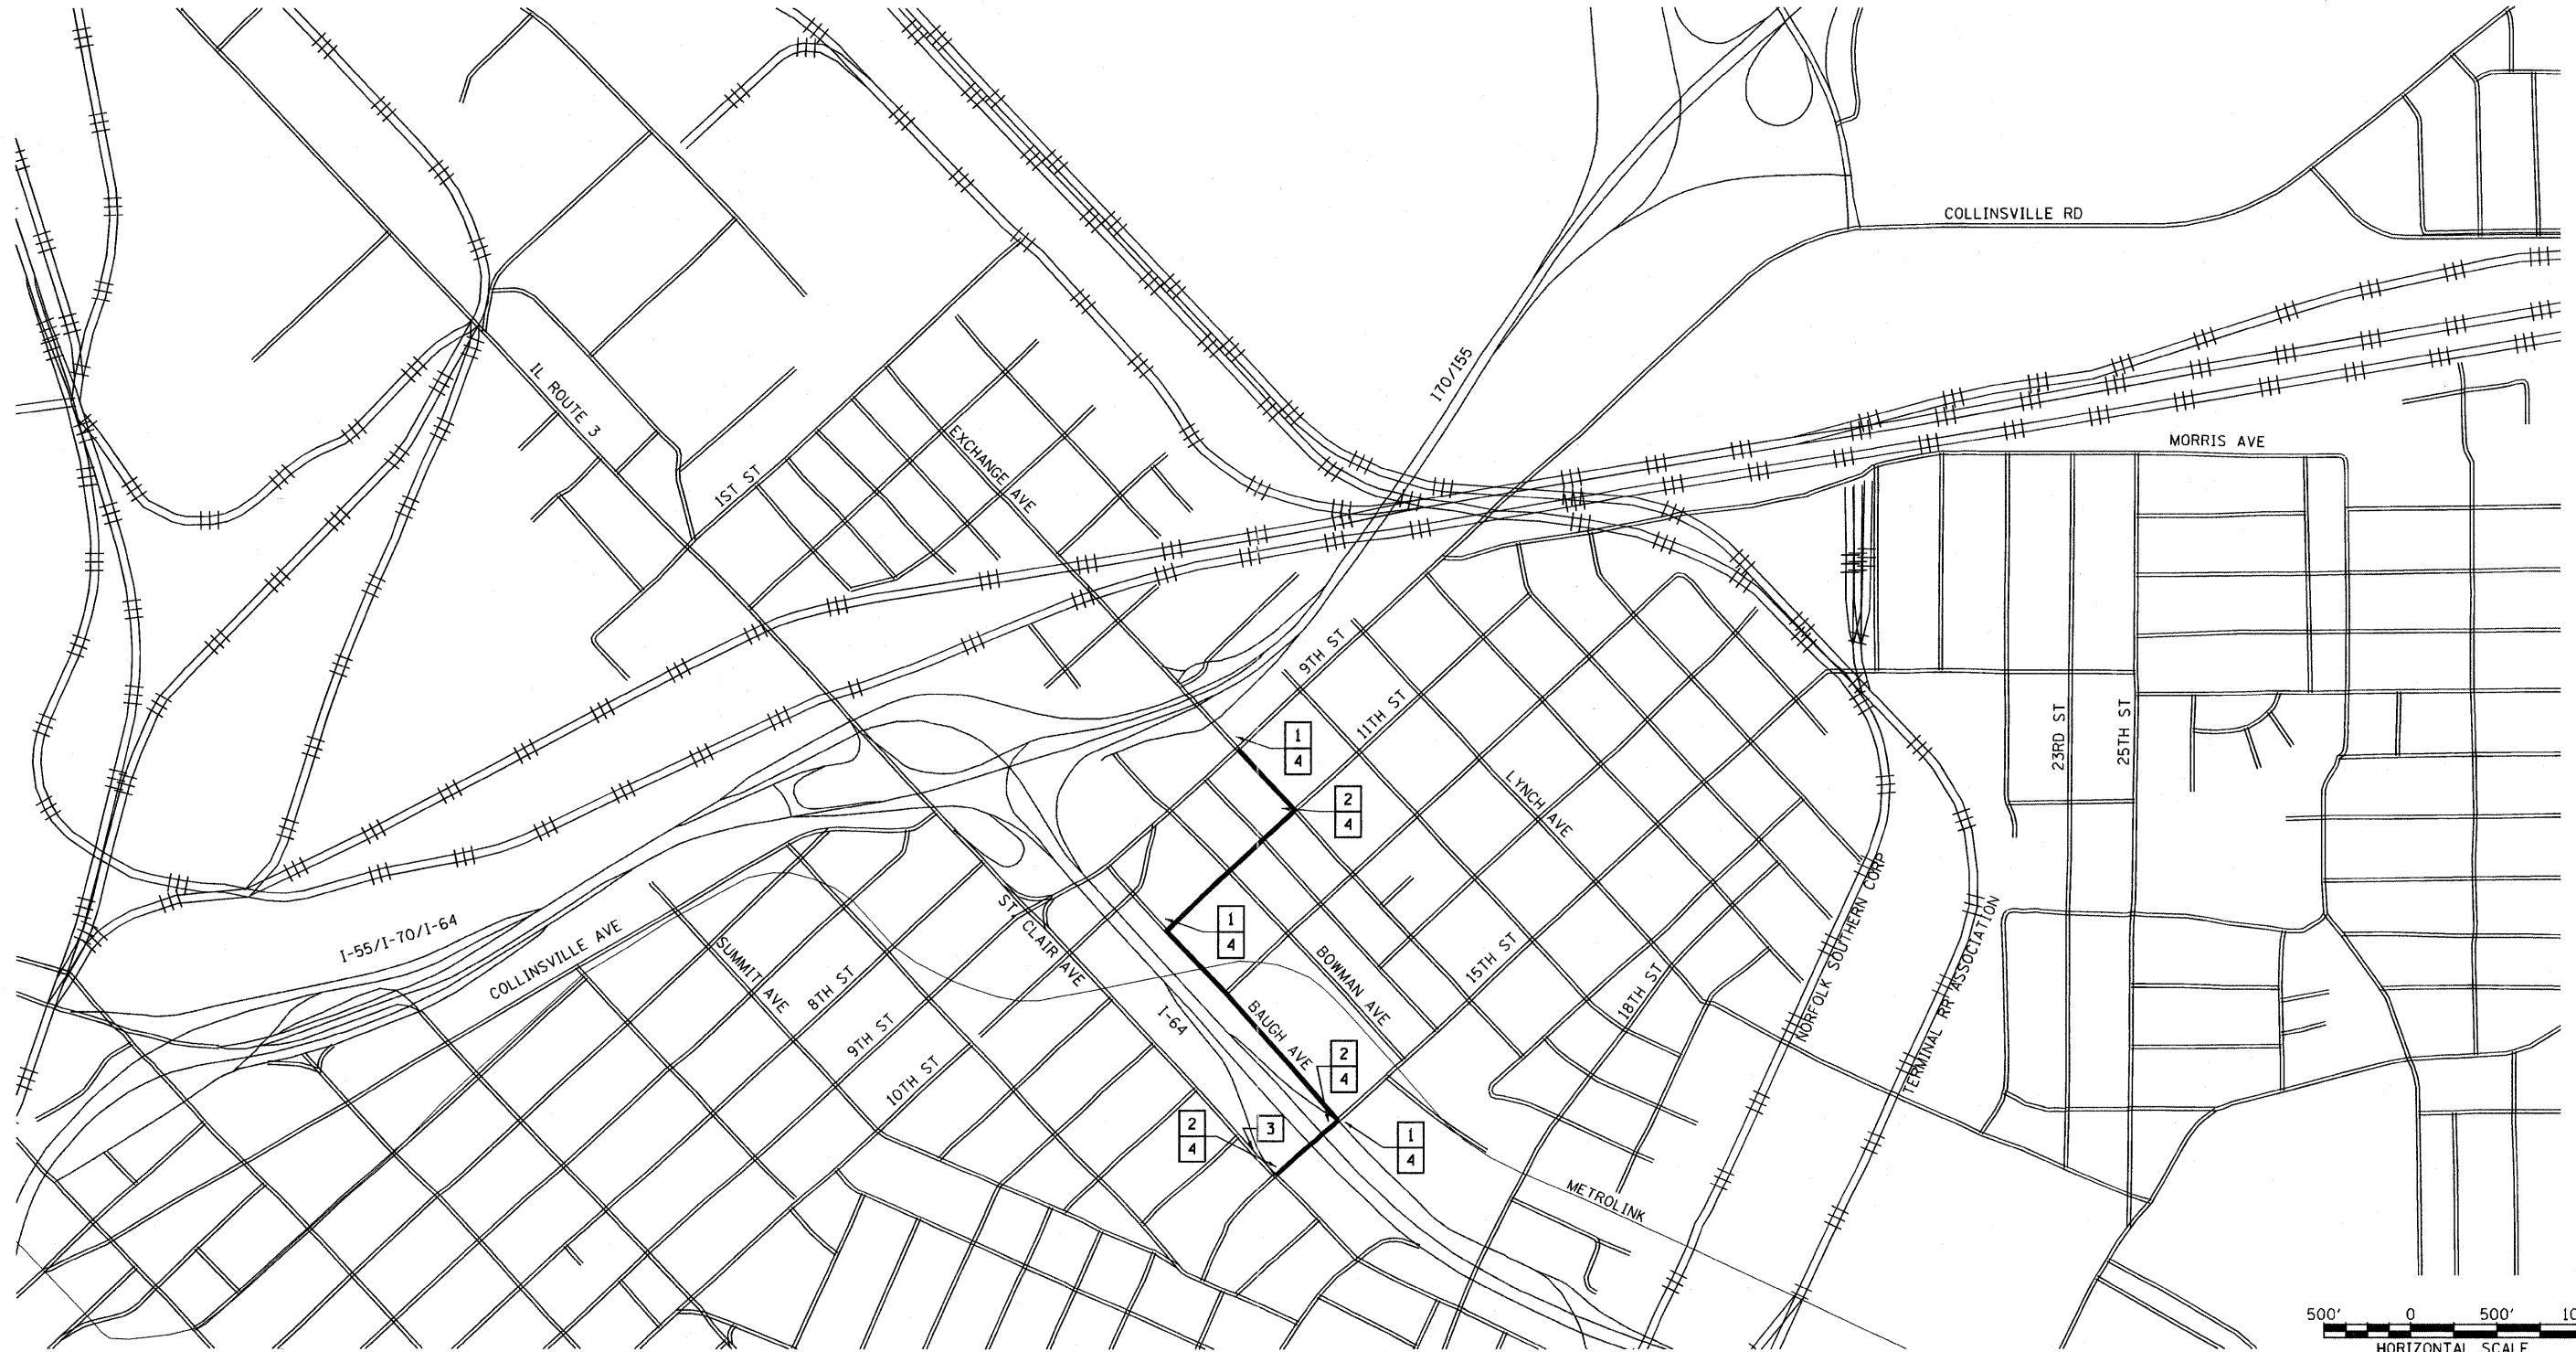 COLLINSVILLE RD
I70/I55
IL ROUTE 3
EXCHANGE AVE
1ST ST
MORRIS AVE
9TH ST
11TH ST
23RD ST
25TH ST
1
4
2
4
LYNCH AVE
NORFOLK SOUTHERN CORP
TERMINAL RR ASSOCIATION
ST. CLAIR AVE
1
4
I-55/I-70/I-64
COLLINSVILLE AVE
SUMMIT AVE
8TH ST
9TH ST
10TH ST
I-64
BOWMAN AVE
BAUGH AVE
15TH ST
18TH ST
2
4
2
4
3
1
4
METROLINK
500' 0 500' 10
HORIZONTAL SCALE